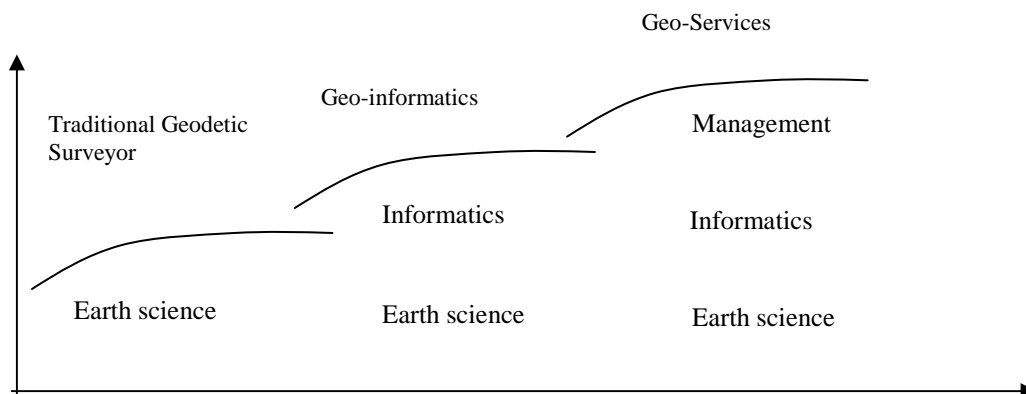 Geo-Services
Geo-informatics
Traditional Geodetic
Surveyor
Management
Informatics
Informatics
Earth science
Earth science
Earth science